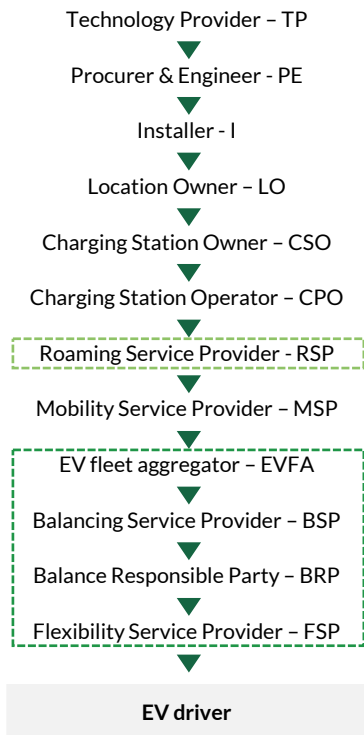 Technology Provider – TP
Procurer & Engineer - PE
Installer - I
Location Owner – LO
Charging Station Owner – CSO
Charging Station Operator – CPO
Roaming Service Provider - RSP
Mobility Service Provider – MSP
EV fleet aggregator – EVFA
Balancing Service Provider – BSP
Balance Responsible Party – BRP
Flexibility Service Provider – FSP
EV driver